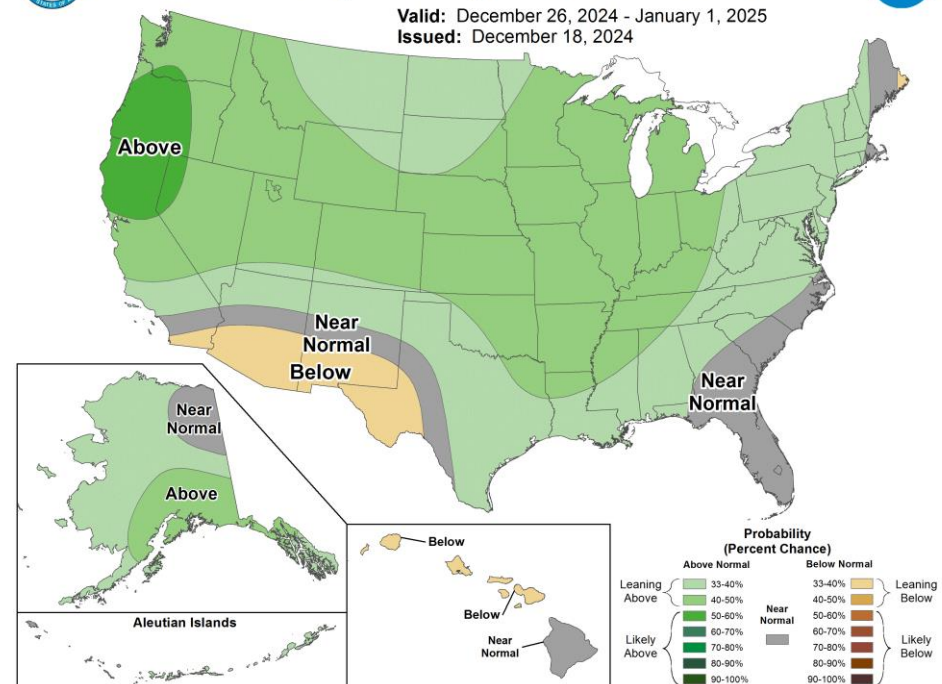 STATES OF
Valid: December 26, 2024 - January 1, 2025
Issued: December 18, 2024
Above
Near
Normal
Below
Near
Normal
Near
Normal
Above
Aleutian Islands
Below
Below
Near
Normal
Probability
(Percent Chance)
Above Normal
Below Normal
Leaning
Above
33-40%
40-50%
Likely
Above
50-60%
60-70%
70-80%
80-90%
90-100%
Near
Normal
33-40%
40-50%
Leaning
Below
50-60%
60-70%
70-80%
80-90%
90-100%
Likely
Below